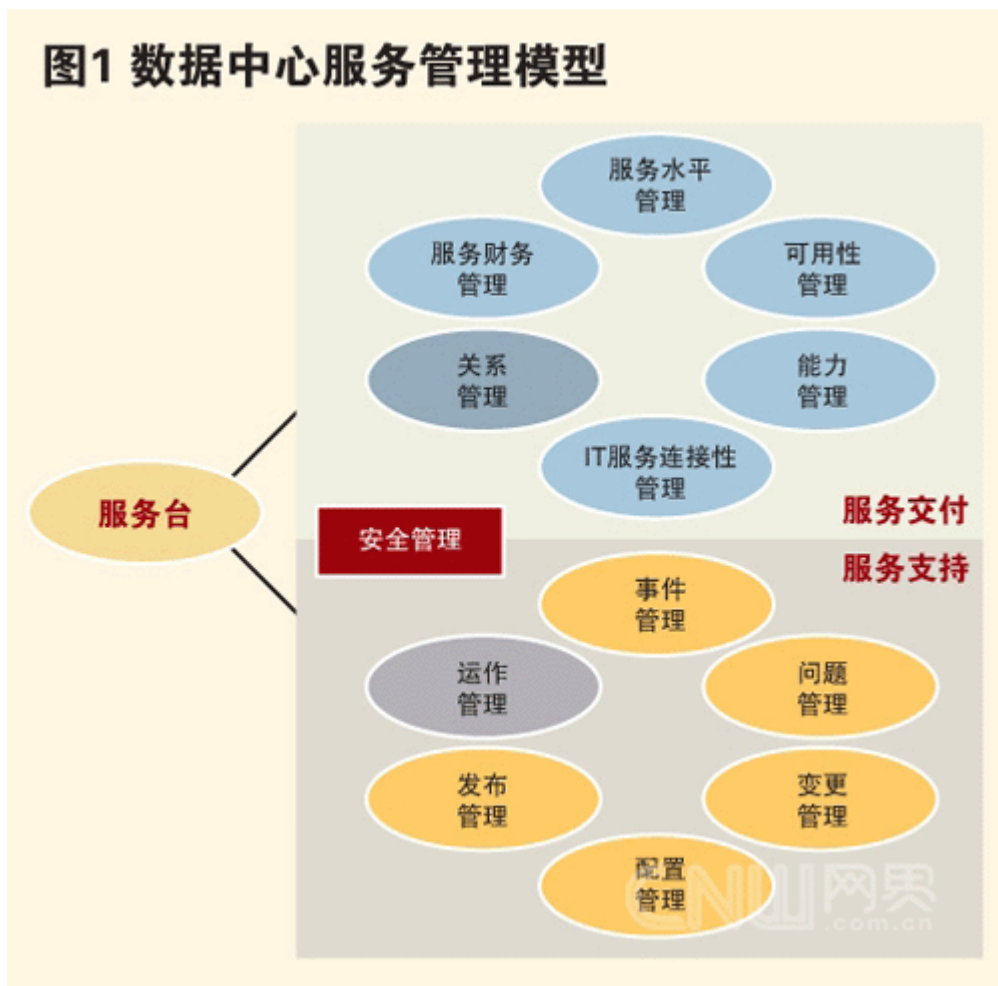 图1 数据中心服务管理模型
服务水平
管理
服务财务
管理
可用性
管理
关系
管理
能力
管理
IT服务连接性
管理
服务台
服务交付
安全管理
服务支持
事件
管理
运作
管理
问题
管理
发布
管理
变更
管理
配置
管理
CNW网界
.com.cn